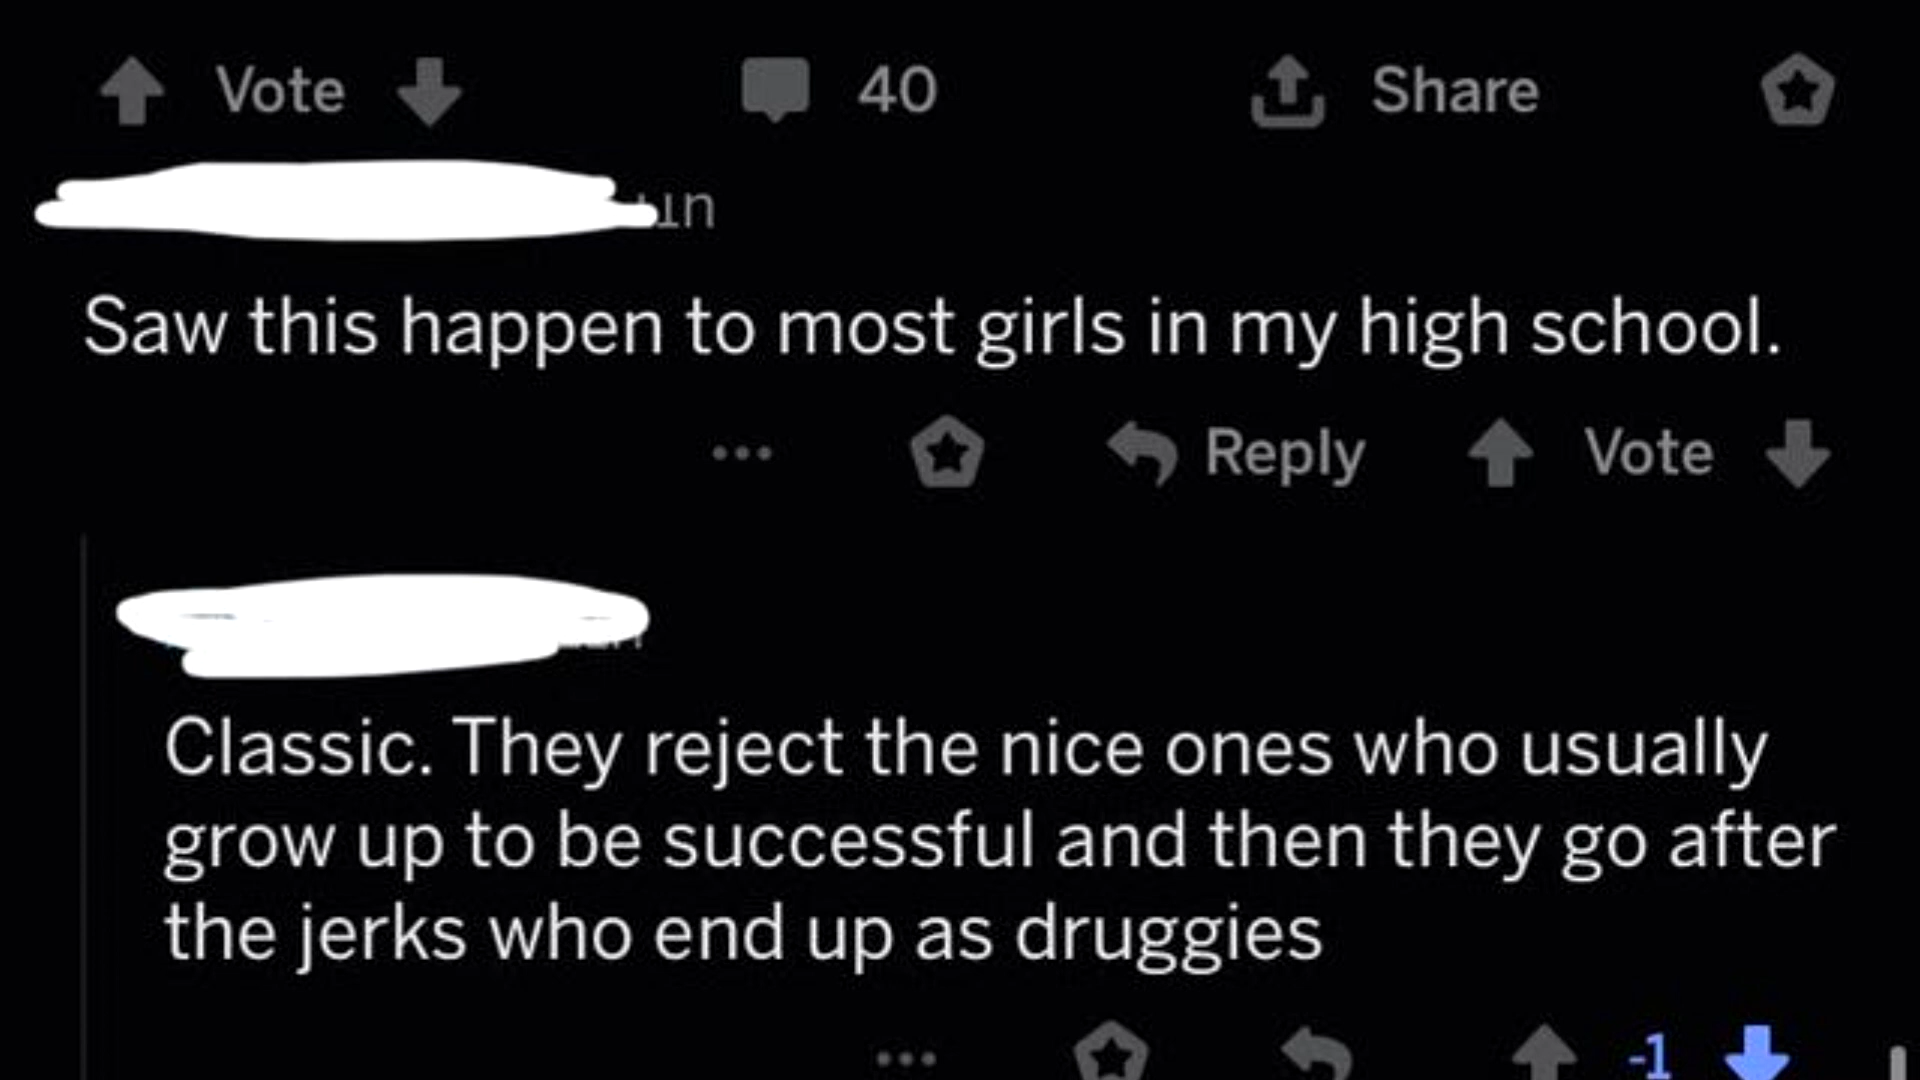 Vote 40 Share
Saw this happen to most girls in my high school.
Reply Vote
Classic. They reject the nice ones who usually
grow up to be successful and then they go after
the jerks who end up as druggies
-1